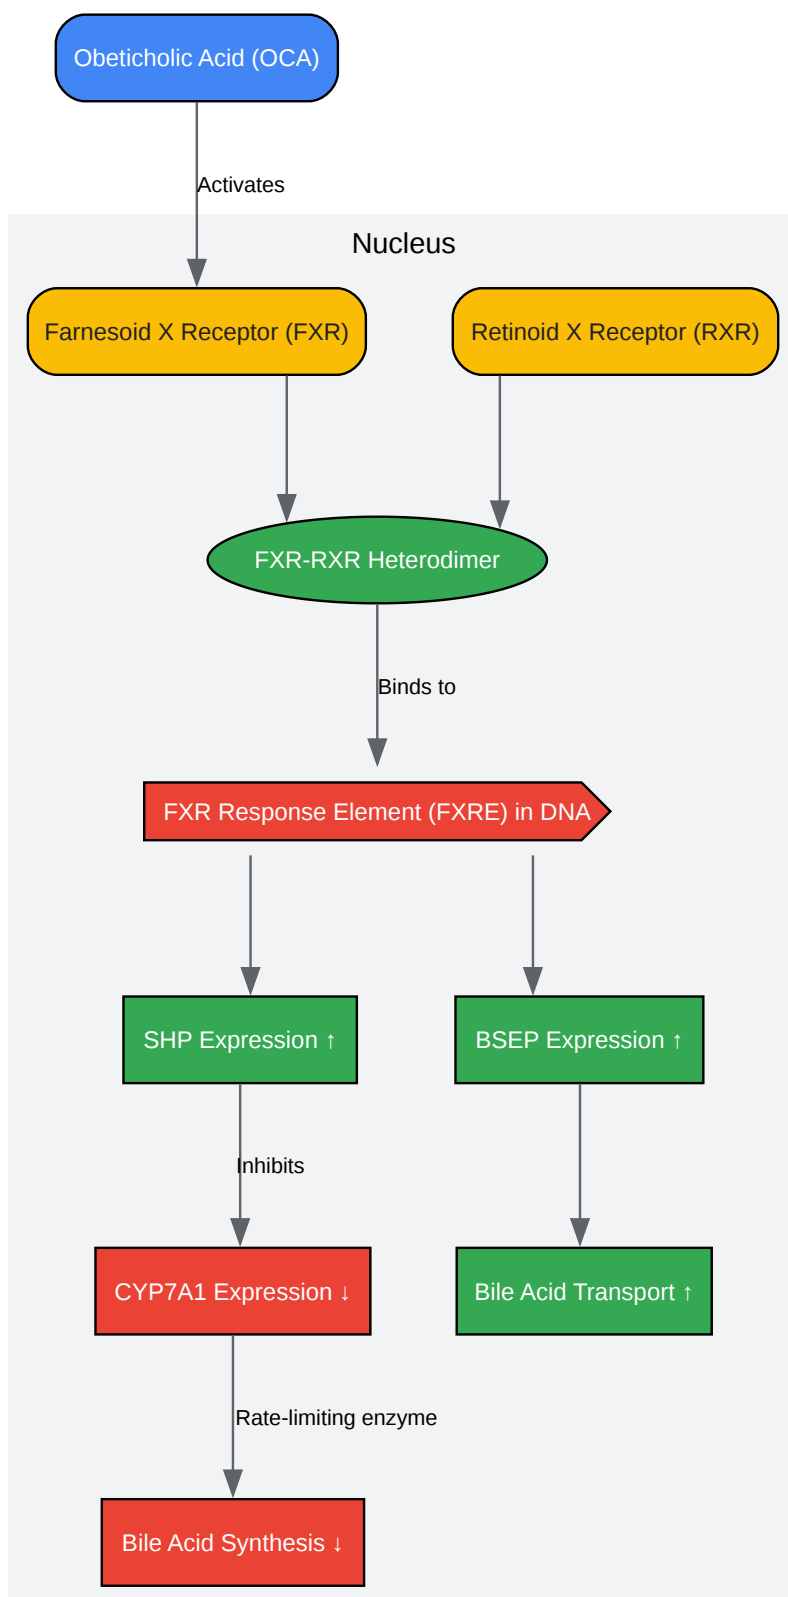 Obeticholic Acid (OCA)
Activates
Nucleus
Farnesoid X Receptor (FXR)
Retinoid X Receptor (RXR)
FXR-RXR Heterodimer
Binds to
FXR Response Element (FXRE) in DNA
SHP Expression ↑
BSEP Expression ↑
Inhibits
CYP7A1 Expression ↓
Bile Acid Transport ↑
Rate-limiting enzyme
Bile Acid Synthesis ↓